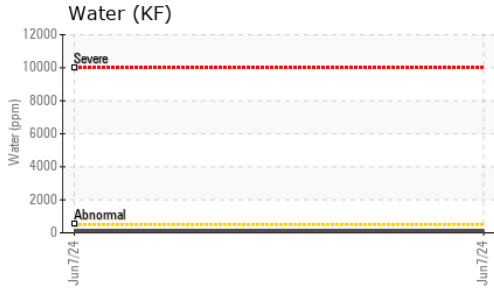 Water (KF)
12000
Severe
10000
8000
Water (ppm)
6000
4000
2000
Abnormal
0
Jun7/24
Jun7/24